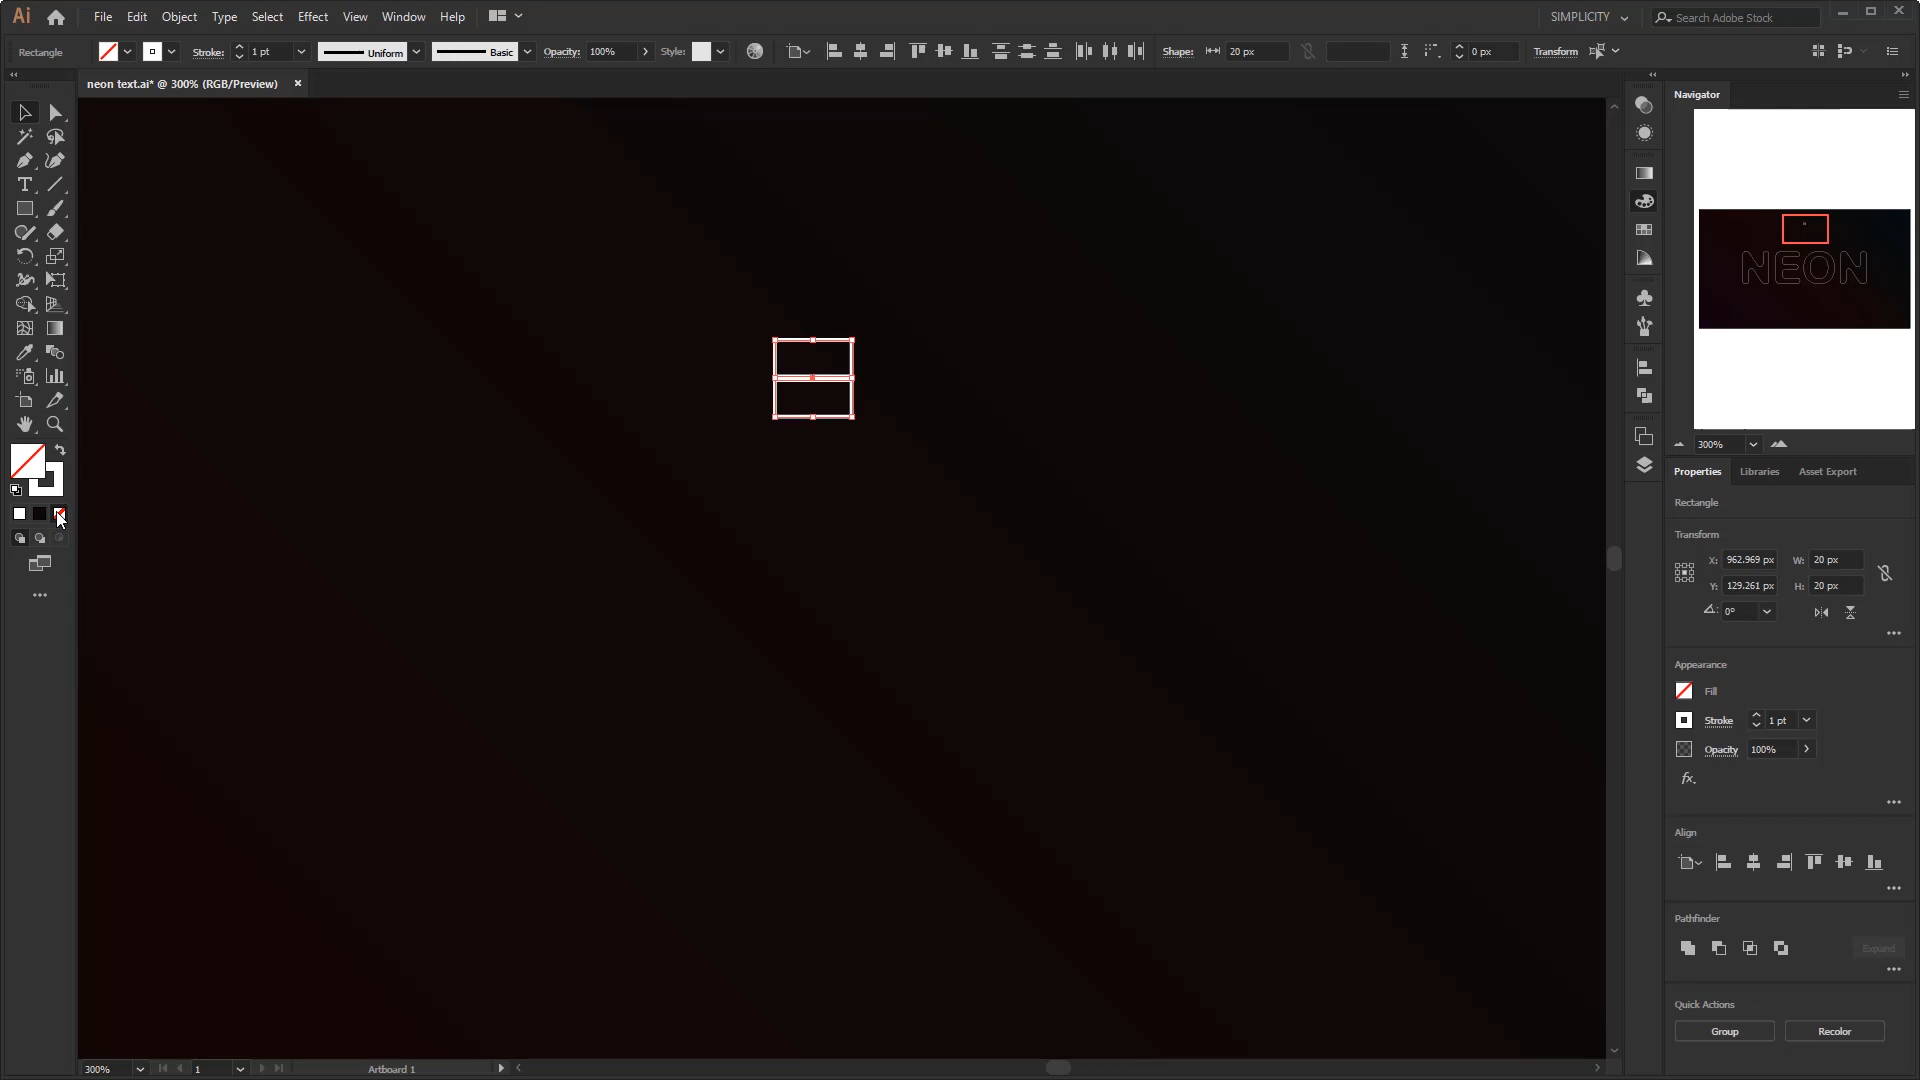 Ai File Edit Object Type Select Effect View Window Help SIMPLICITY Search Adobe Stock
Rectangle Stroke: 1 pt Uniform Basic Opacity: 100% Style: Shape: 20 px 0 px Transform
neon text.ai* @ 300% (RGB/Preview)
Navigator
NEON
300%
Properties Libraries Asset Export
Rectangle
Transform
X: 962.969 px W: 20 px
Y: 129.261 px H: 20 px
0°
Appearance
Fill
Stroke 1 pt
Opacity 100%
fx.
Align
Pathfinder
Expand
Quick Actions
Group Recolor
300% 1 Artboard 1